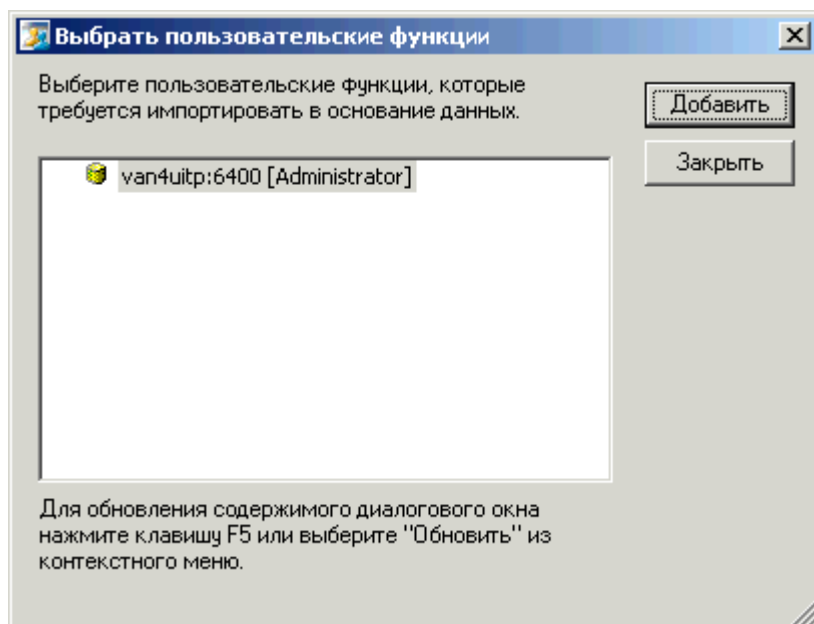 Выбрать пользовательские функции
Выберите пользовательские функции, которые
требуется импортировать в основание данных.
Добавить
Закрыть
van4uitp:6400 [Administrator]
Для обновления содержимого диалогового окна
нажмите клавишу F5 или выберите "Обновить" из
контекстного меню.